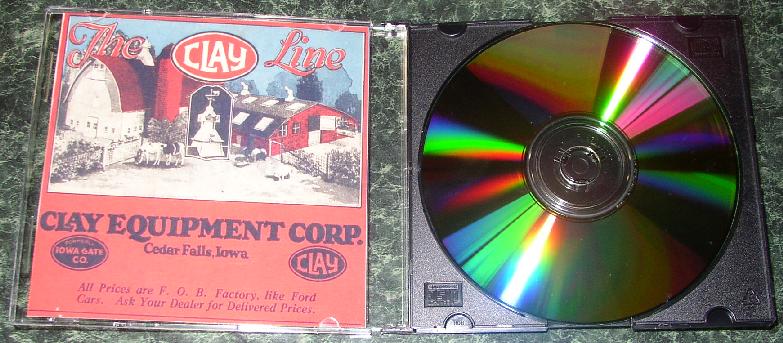 The CLAY Line
CLAY EQUIPMENT CORP.
Cedar Falls, Iowa
FORMERLY
IOWA GATE
CO.
CLAY
All Prices are F. O. B. Factory, like Ford
Cars. Ask Your Dealer for Delivered Prices.